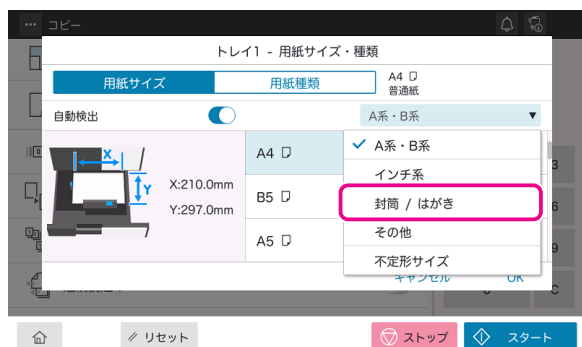 … コピー
トレイ1 - 用紙サイズ・種類
用紙サイズ 用紙種類 A4
普通紙
自動検出 A系・B系 ▼
X
Y
X:210.0mm
Y:297.0mm
A4
B5
A5
✓ A系・B系
インチ系
封筒 / はがき
その他
不定形サイズ
キャンセル OK
3
6
9
C
リセット ストップ スタート